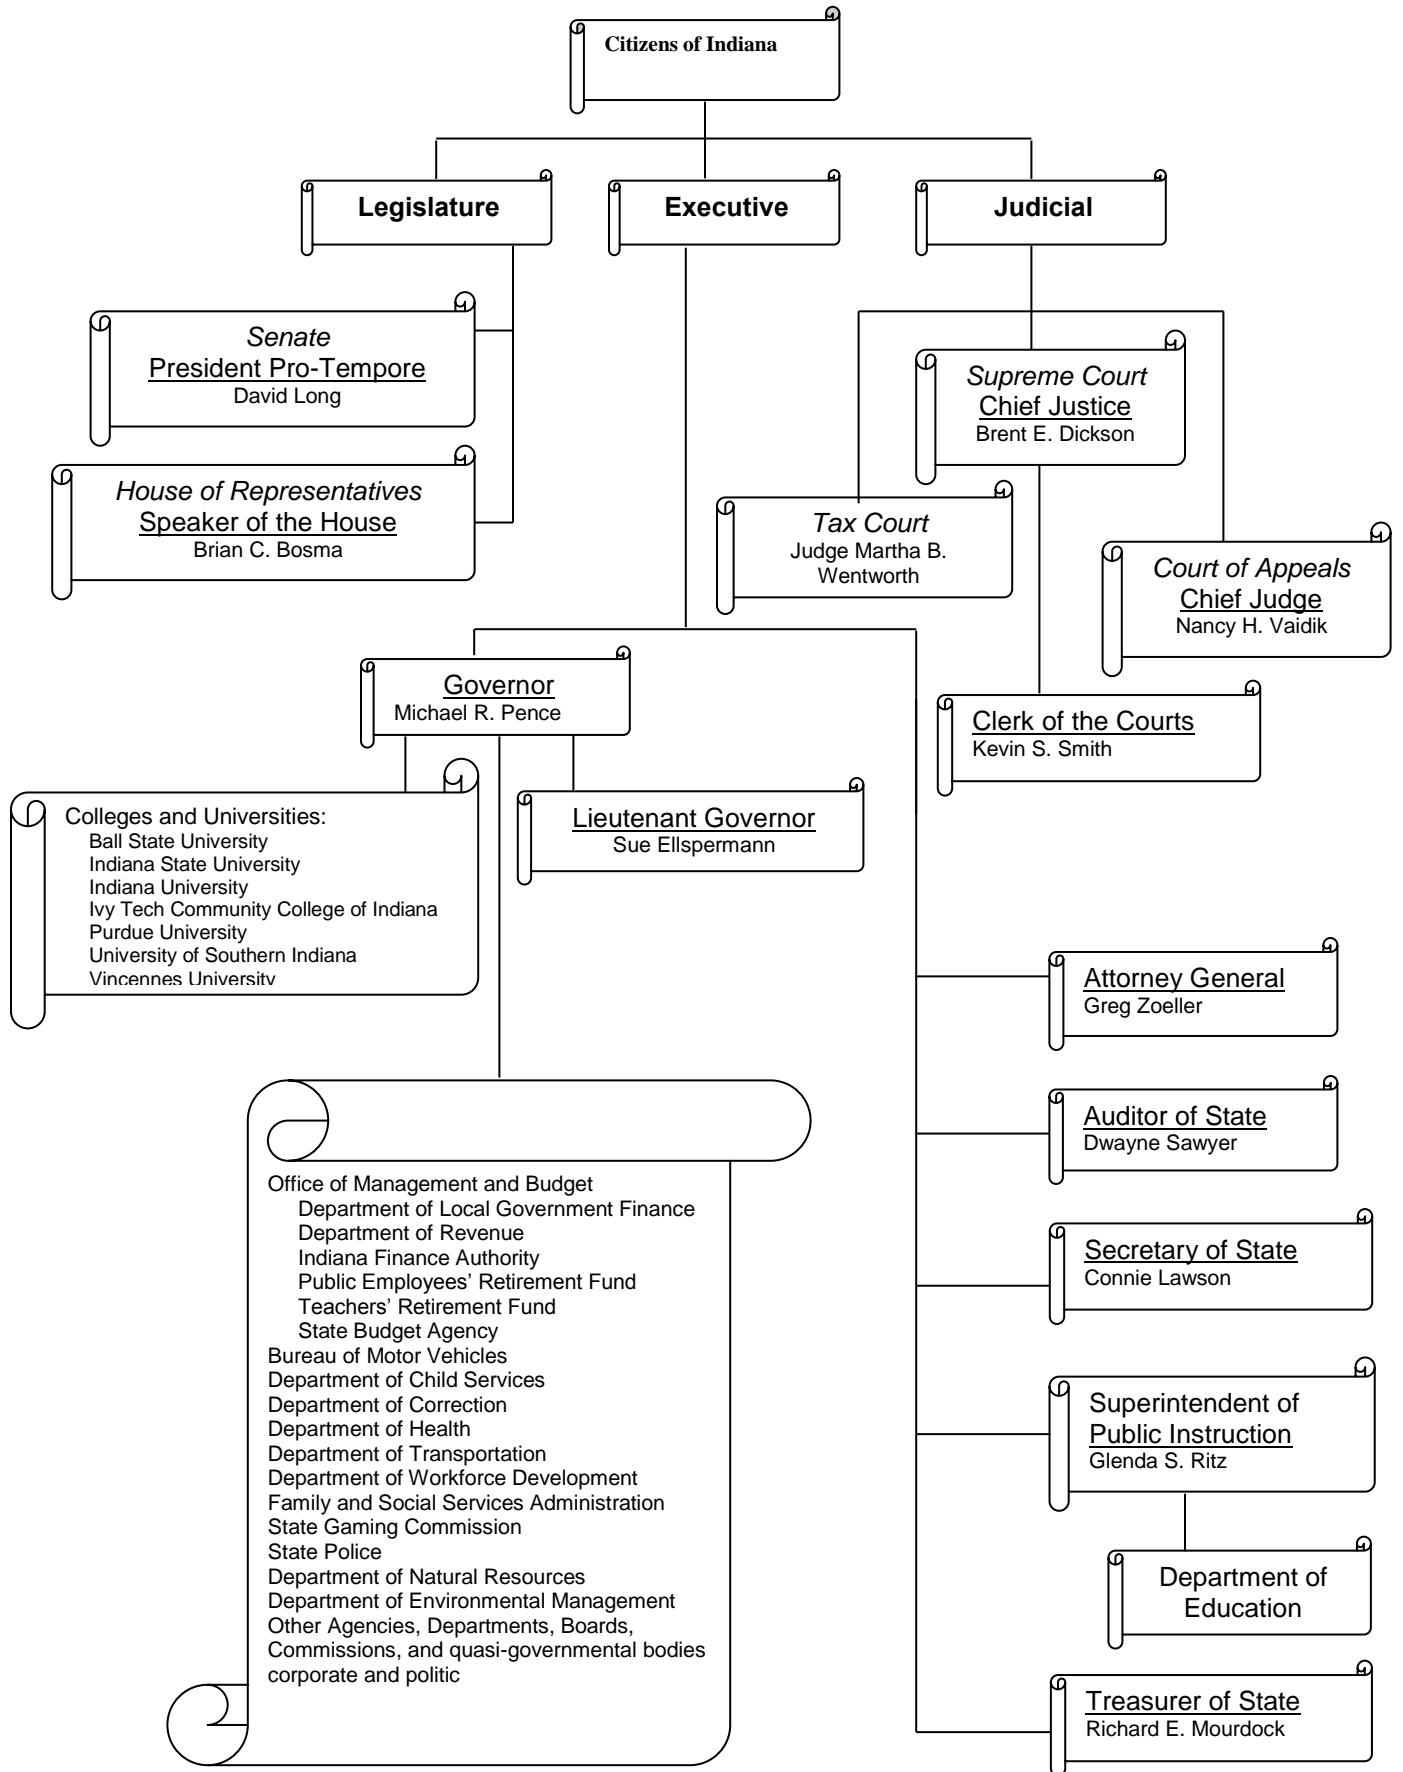 Citizens of Indiana
Legislature
Executive
Judicial
Senate
President Pro-Tempore
David Long
House of Representatives
Speaker of the House
Brian C. Bosma
Supreme Court
Chief Justice
Brent E. Dickson
Tax Court
Judge Martha B.
Wentworth
Court of Appeals
Chief Judge
Nancy H. Vaidik
Clerk of the Courts
Kevin S. Smith
Governor
Michael R. Pence
Colleges and Universities:
Ball State University
Indiana State University
Indiana University
Ivy Tech Community College of Indiana
Purdue University
University of Southern Indiana
Vincennes University
Lieutenant Governor
Sue Ellspermann
Office of Management and Budget
Department of Local Government Finance
Department of Revenue
Indiana Finance Authority
Public Employees’ Retirement Fund
Teachers’ Retirement Fund
State Budget Agency
Bureau of Motor Vehicles
Department of Child Services
Department of Correction
Department of Health
Department of Transportation
Department of Workforce Development
Family and Social Services Administration
State Gaming Commission
State Police
Department of Natural Resources
Department of Environmental Management
Other Agencies, Departments, Boards,
Commissions, and quasi-governmental bodies
corporate and politic
Attorney General
Greg Zoeller
Auditor of State
Dwayne Sawyer
Secretary of State
Connie Lawson
Superintendent of
Public Instruction
Glenda S. Ritz
Department of
Education
Treasurer of State
Richard E. Mourdock